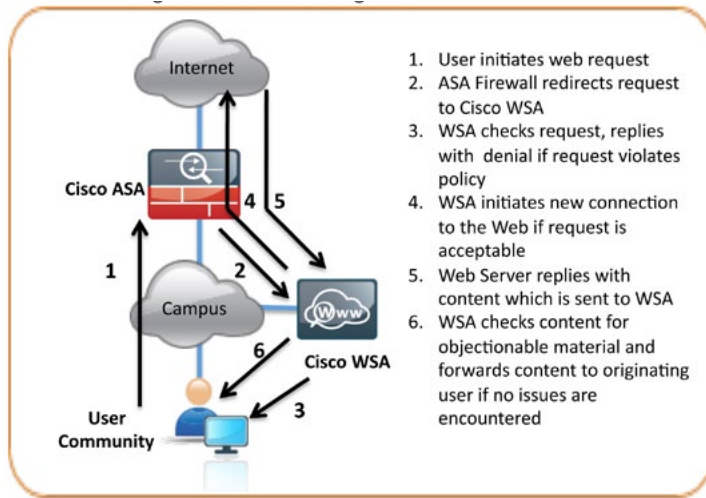 Internet
Cisco ASA
4
5
1
2
Campus
Www
6
Cisco WSA
3
User
Community
1. User initiates web request
2. ASA Firewall redirects request
to Cisco WSA
3. WSA checks request, replies
with denial if request violates
policy
4. WSA initiates new connection
to the Web if request is
acceptable
5. Web Server replies with
content which is sent to WSA
6. WSA checks content for
objectionable material and
forwards content to originating
user if no issues are
encountered